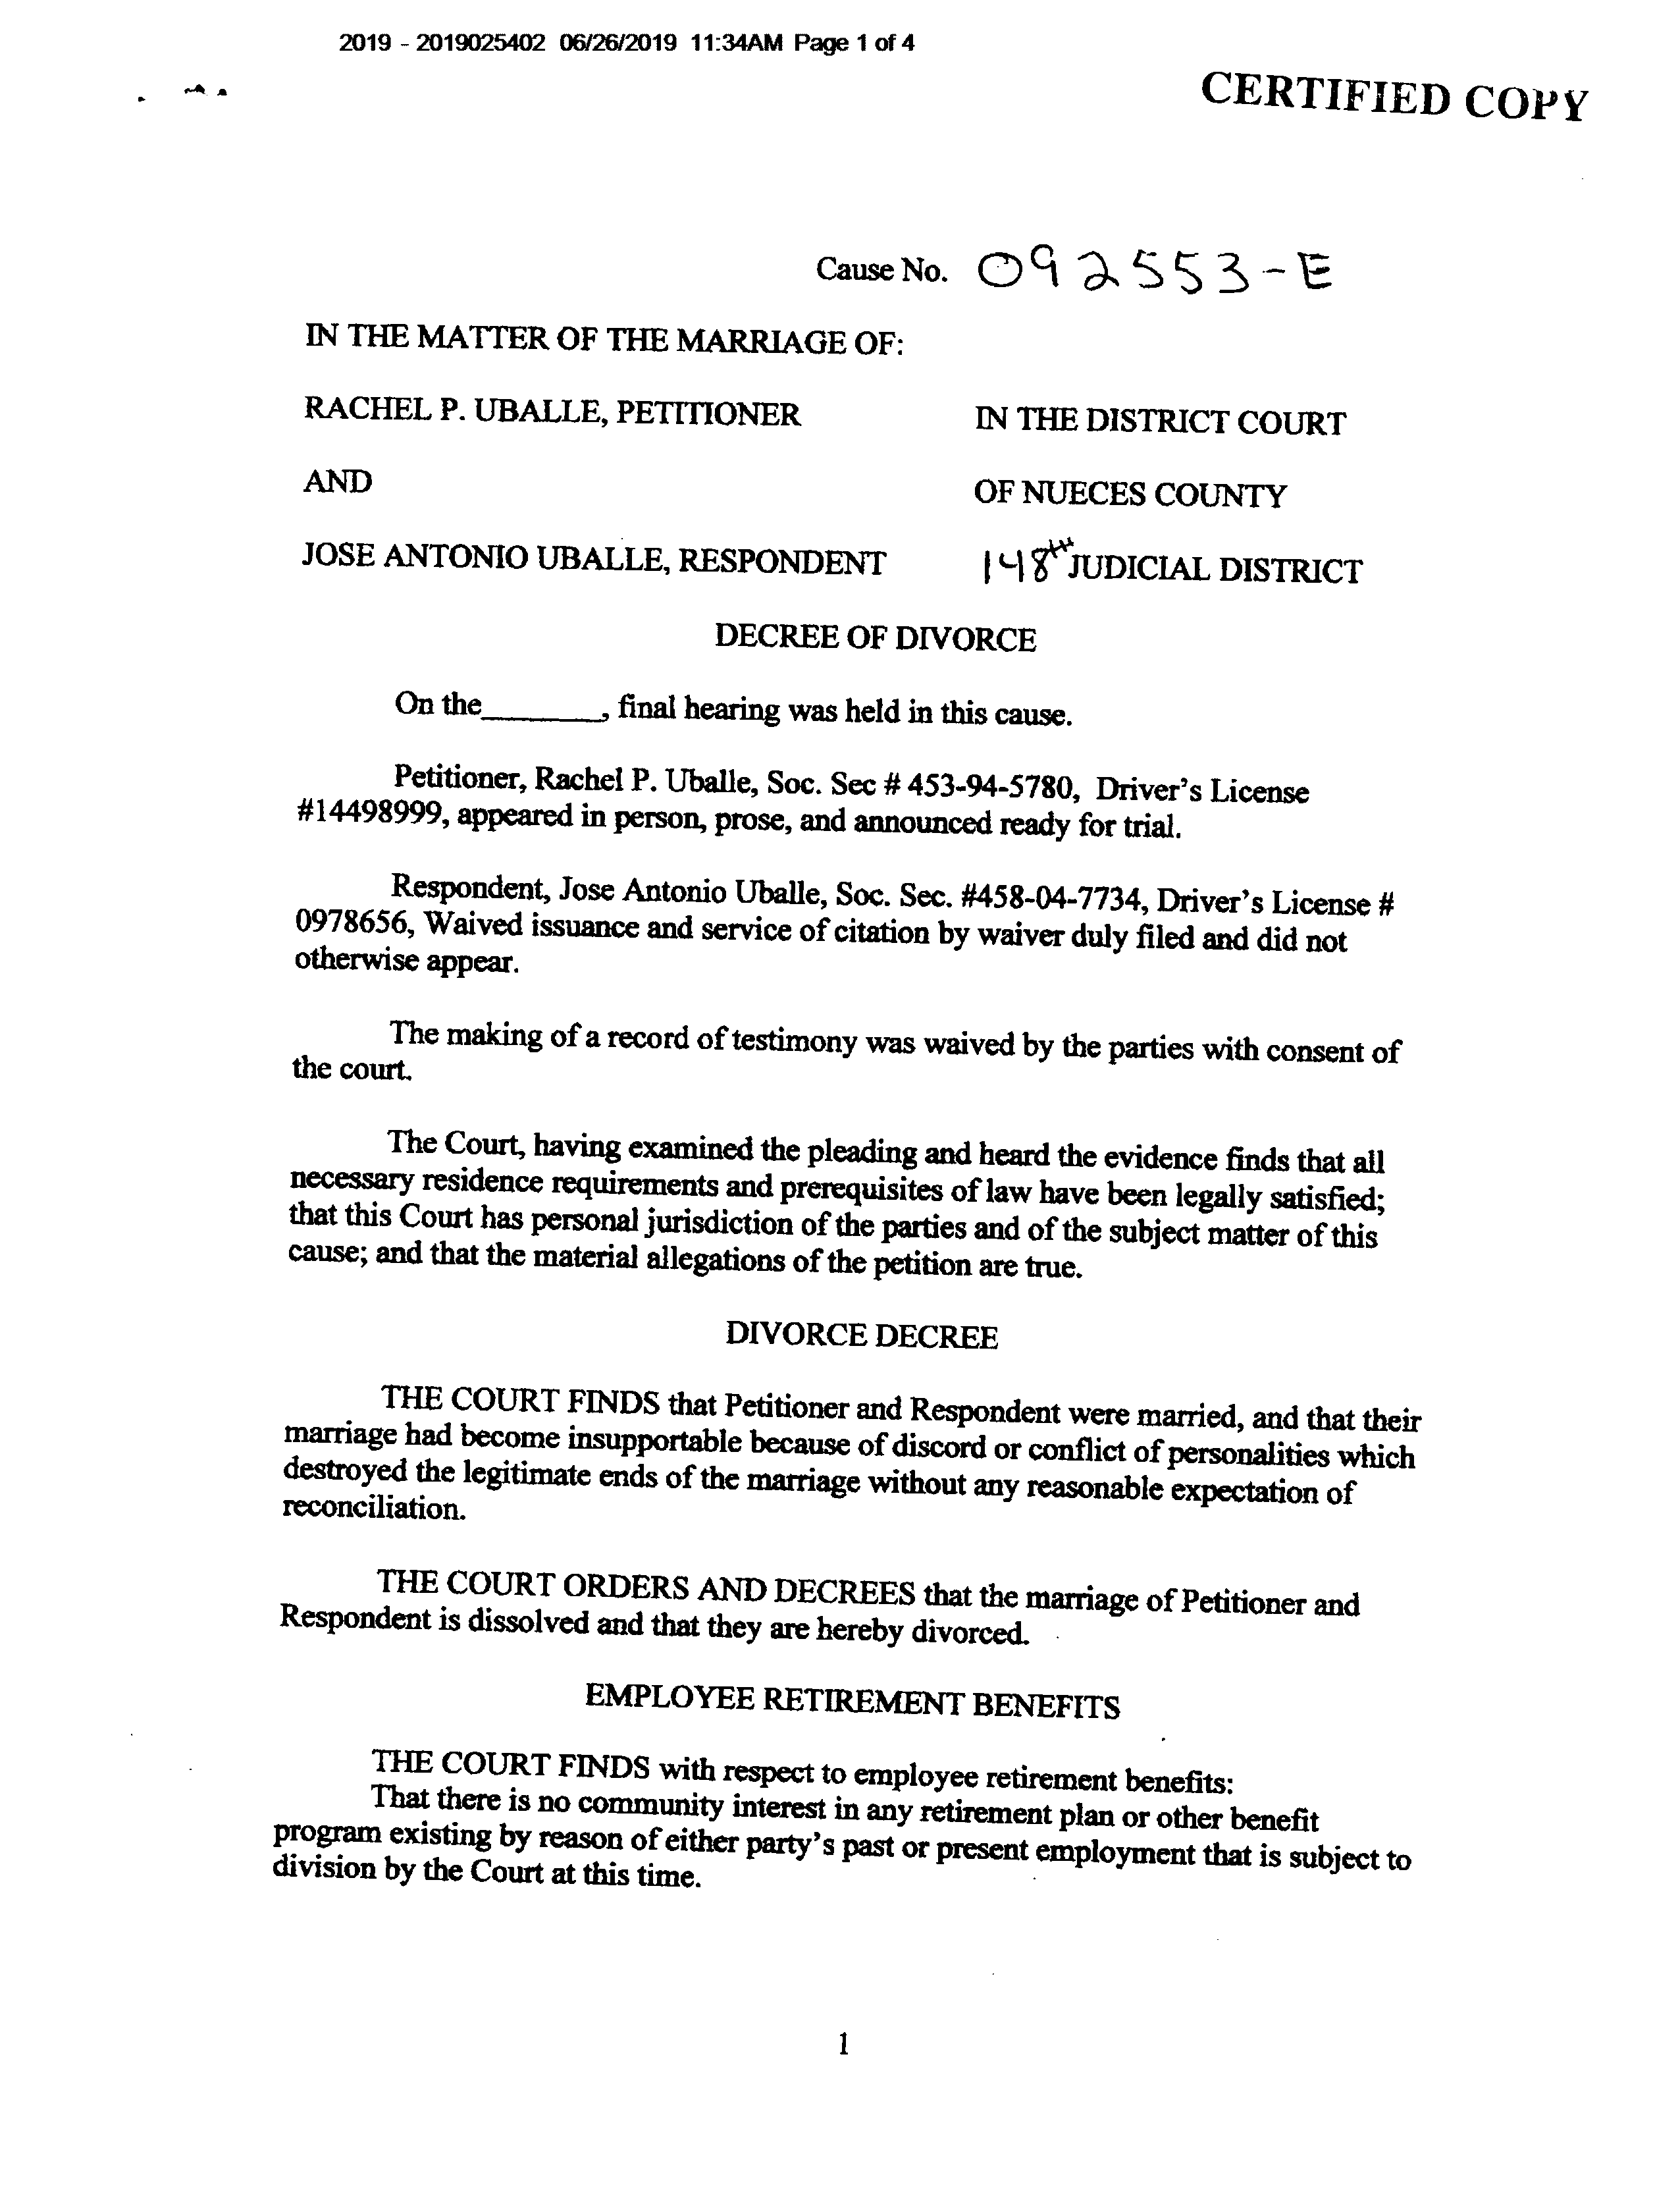 2019 - 2019025402 06/26/2019 11:34AM Page 1 of 4
CERTIFIED COPY
Cause No. 092553-E
IN THE MATTER OF THE MARRIAGE OF:
RACHEL P. UBALLE, PETITIONER
IN THE DISTRICT COURT
AND
OF NUECES COUNTY
JOSE ANTONIO UBALLE, RESPONDENT
148th JUDICIAL DISTRICT
DECREE OF DIVORCE
On the________, final hearing was held in this cause.
Petitioner, Rachel P. Uballe, Soc. Sec # 453-94-5780, Driver's License
#14498999, appeared in person, prose, and announced ready for trial.
Respondent, Jose Antonio Uballe, Soc. Sec. #458-04-7734, Driver's License #
0978656, Waived issuance and service of citation by waiver duly filed and did not
otherwise appear.
The making of a record of testimony was waived by the parties with consent of
the court.
The Court, having examined the pleading and heard the evidence finds that all
necessary residence requirements and prerequisites of law have been legally satisfied;
that this Court has personal jurisdiction of the parties and of the subject matter of this
cause; and that the material allegations of the petition are true.
DIVORCE DECREE
THE COURT FINDS that Petitioner and Respondent were married, and that their
marriage had become insupportable because of discord or conflict of personalities which
destroyed the legitimate ends of the marriage without any reasonable expectation of
reconciliation.
THE COURT ORDERS AND DECREES that the marriage of Petitioner and
Respondent is dissolved and that they are hereby divorced.
EMPLOYEE RETIREMENT BENEFITS
THE COURT FINDS with respect to employee retirement benefits:
That there is no community interest in any retirement plan or other benefit
program existing by reason of either party's past or present employment that is subject to
division by the Court at this time.
1